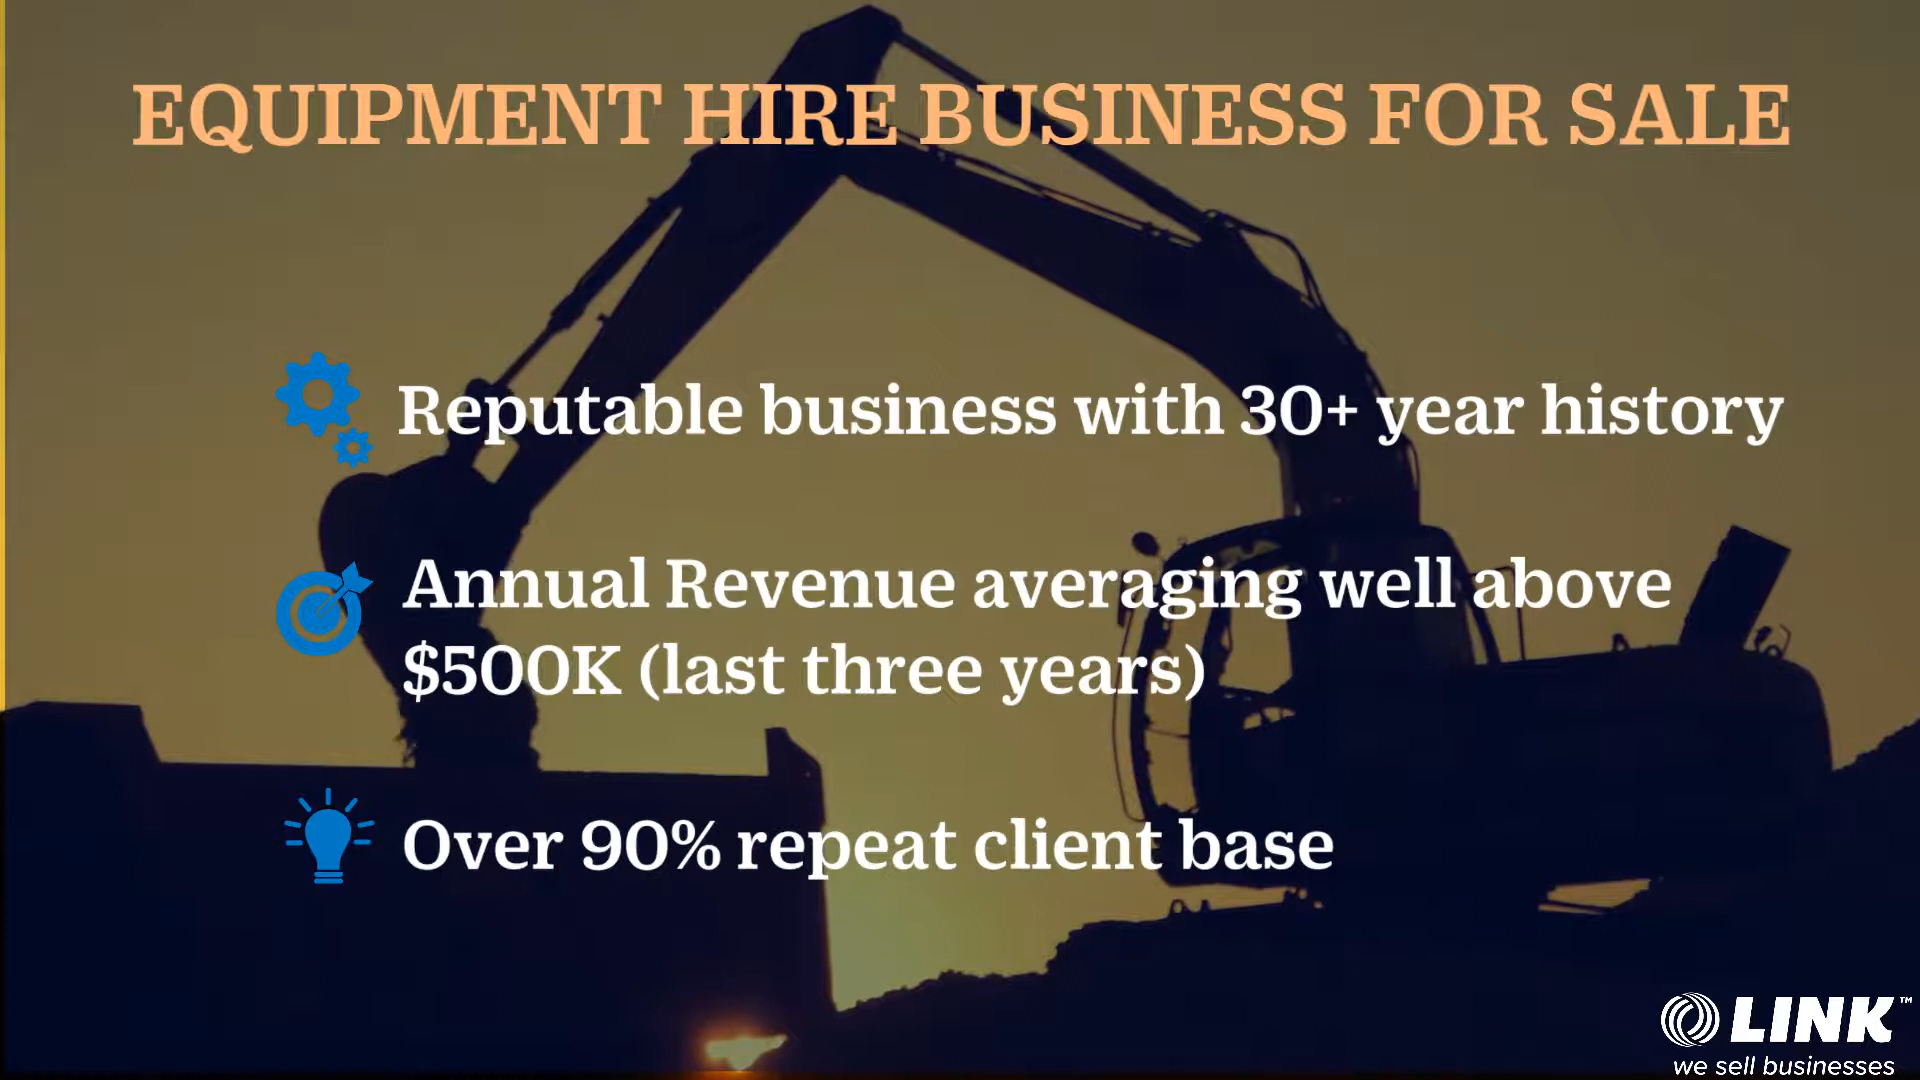 EQUIPMENT HIRE BUSINESS FOR SALE
Reputable business with 30+ year history
Annual Revenue averaging well above
$500K (last three years)
Over 90% repeat client base
LINK™
we sell businesses